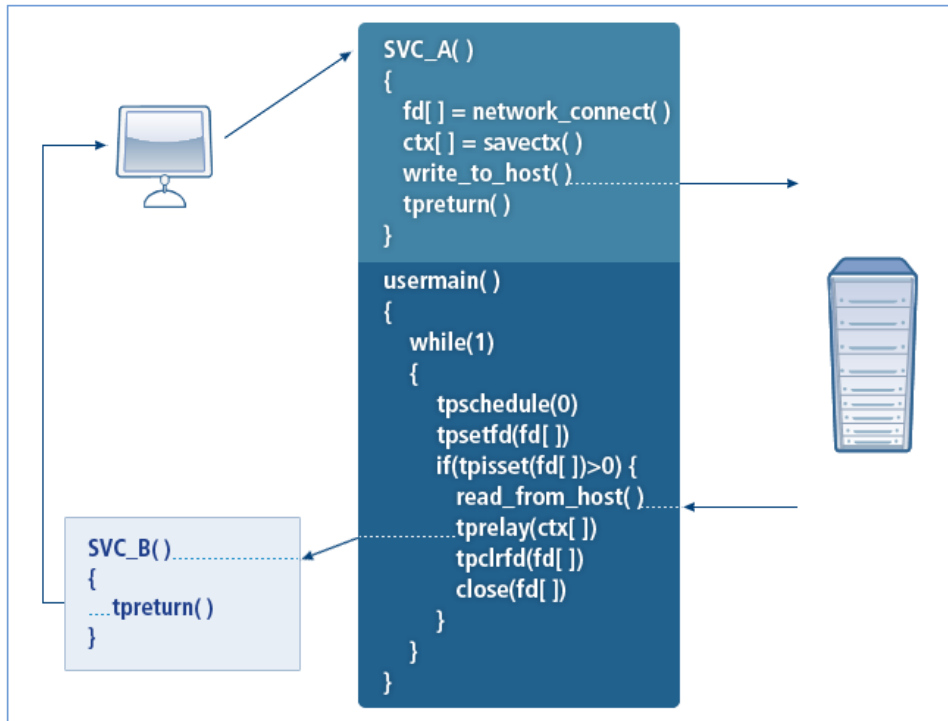 SVC_A( )
{
fd[ ] = network_connect( )
ctx[ ] = savectx( )
write_to_host( )
tpreturn( )
}
usermain( )
{
while(1)
{
tpschedule(0)
tpsetfd(fd[ ])
if(tpisset(fd[ ])>0) {
read_from_host( )
tprelay(ctx[ ])
tpclrfd(fd[ ])
close(fd[ ])
}
}
}
SVC_B( )
{
tpreturn( )
}